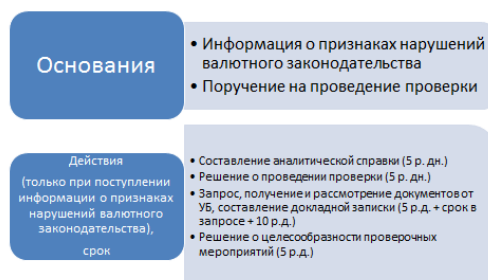 Основания
• Информация о признаках нарушений
валютного законодательства
• Поручение на проведение проверки
Действия
(только при поступлении
информации о признаках
нарушений валютного
законодательства),
срок
• Составление аналитической справки (5 р. дн.)
• Решение о проведении проверки (5 р. дн.)
• Запрос, получение и рассмотрение документов от
УБ, составление докладной записки (5 р.д. + срок в
запросе + 10 р.д.)
• Решение о целесообразности проверочных
мероприятий (5 р.д.)